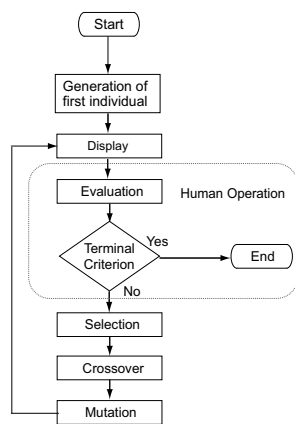 Start
Generation of
first individual
Display
Evaluation
Human Operation
Terminal
Criterion
Yes
End
No
Selection
Crossover
Mutation